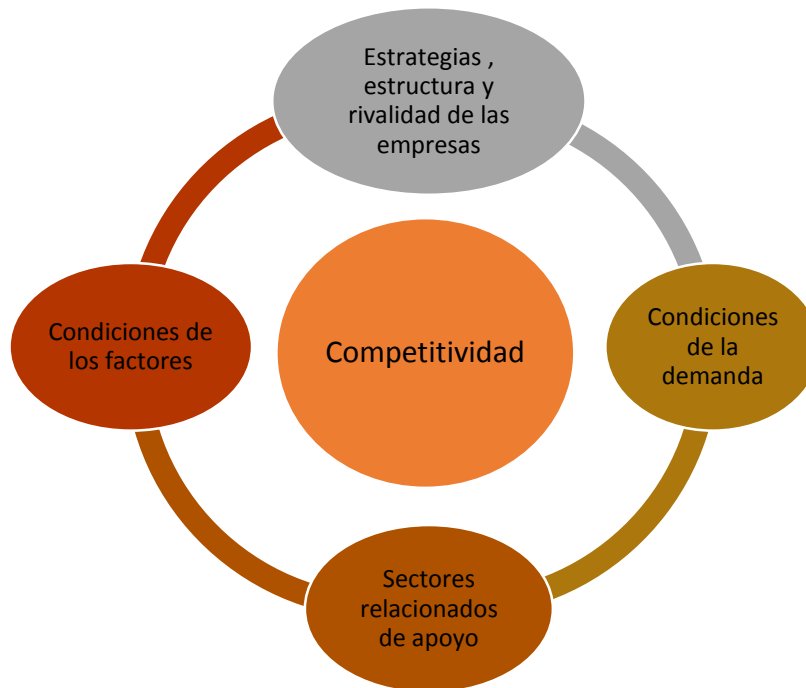 Estrategias ,
estructura y
rivalidad de las
empresas
Condiciones de
los factores
Competitividad
Condiciones
de la
demanda
Sectores
relacionados
de apoyo